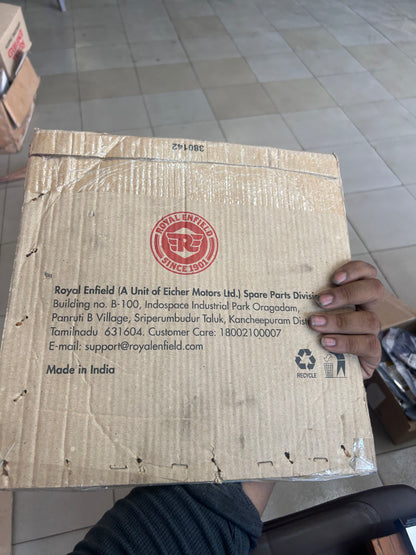 380142
ROYAL ENFIELD
R
SINCE 1901
Royal Enfield (A Unit of Eicher Motors Ltd.) Spare Parts Divisi
Building no. B-100, Indospace Industrial Park Oragadam,
Panruti B Village, Sriperumbudur Taluk, Kancheepuram Dist
Tamilnadu 631604. Customer Care: 18002100007
E-mail: support@royalenfield.com
RECYCLE
Made in India